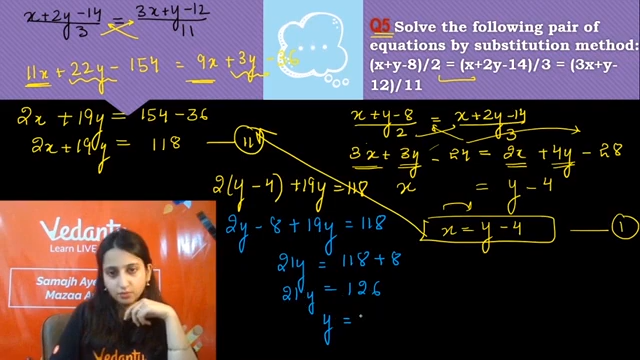 x+2y-14/3 = 3x+y-12/11
11x+22y-154 = 9x+3y-36
2x+19y = 154-36
2x+19y = 118 — 11
2(y-4)+19y=118
2y-8+19y=118
21y = 118+8
21y = 126
y =
Q5 Solve the following pair of
equations by substitution method:
(x+y-8)/2 = (x+2y-14)/3 = (3x+y-
12)/11
x+y-8/2 = x+2y-14/3
3x+3y-24 = 2x+4y-28
x = y-4
x = y-4 — 1
Vedantu
Learn LIVE
Samajh Aye
Mazaa A